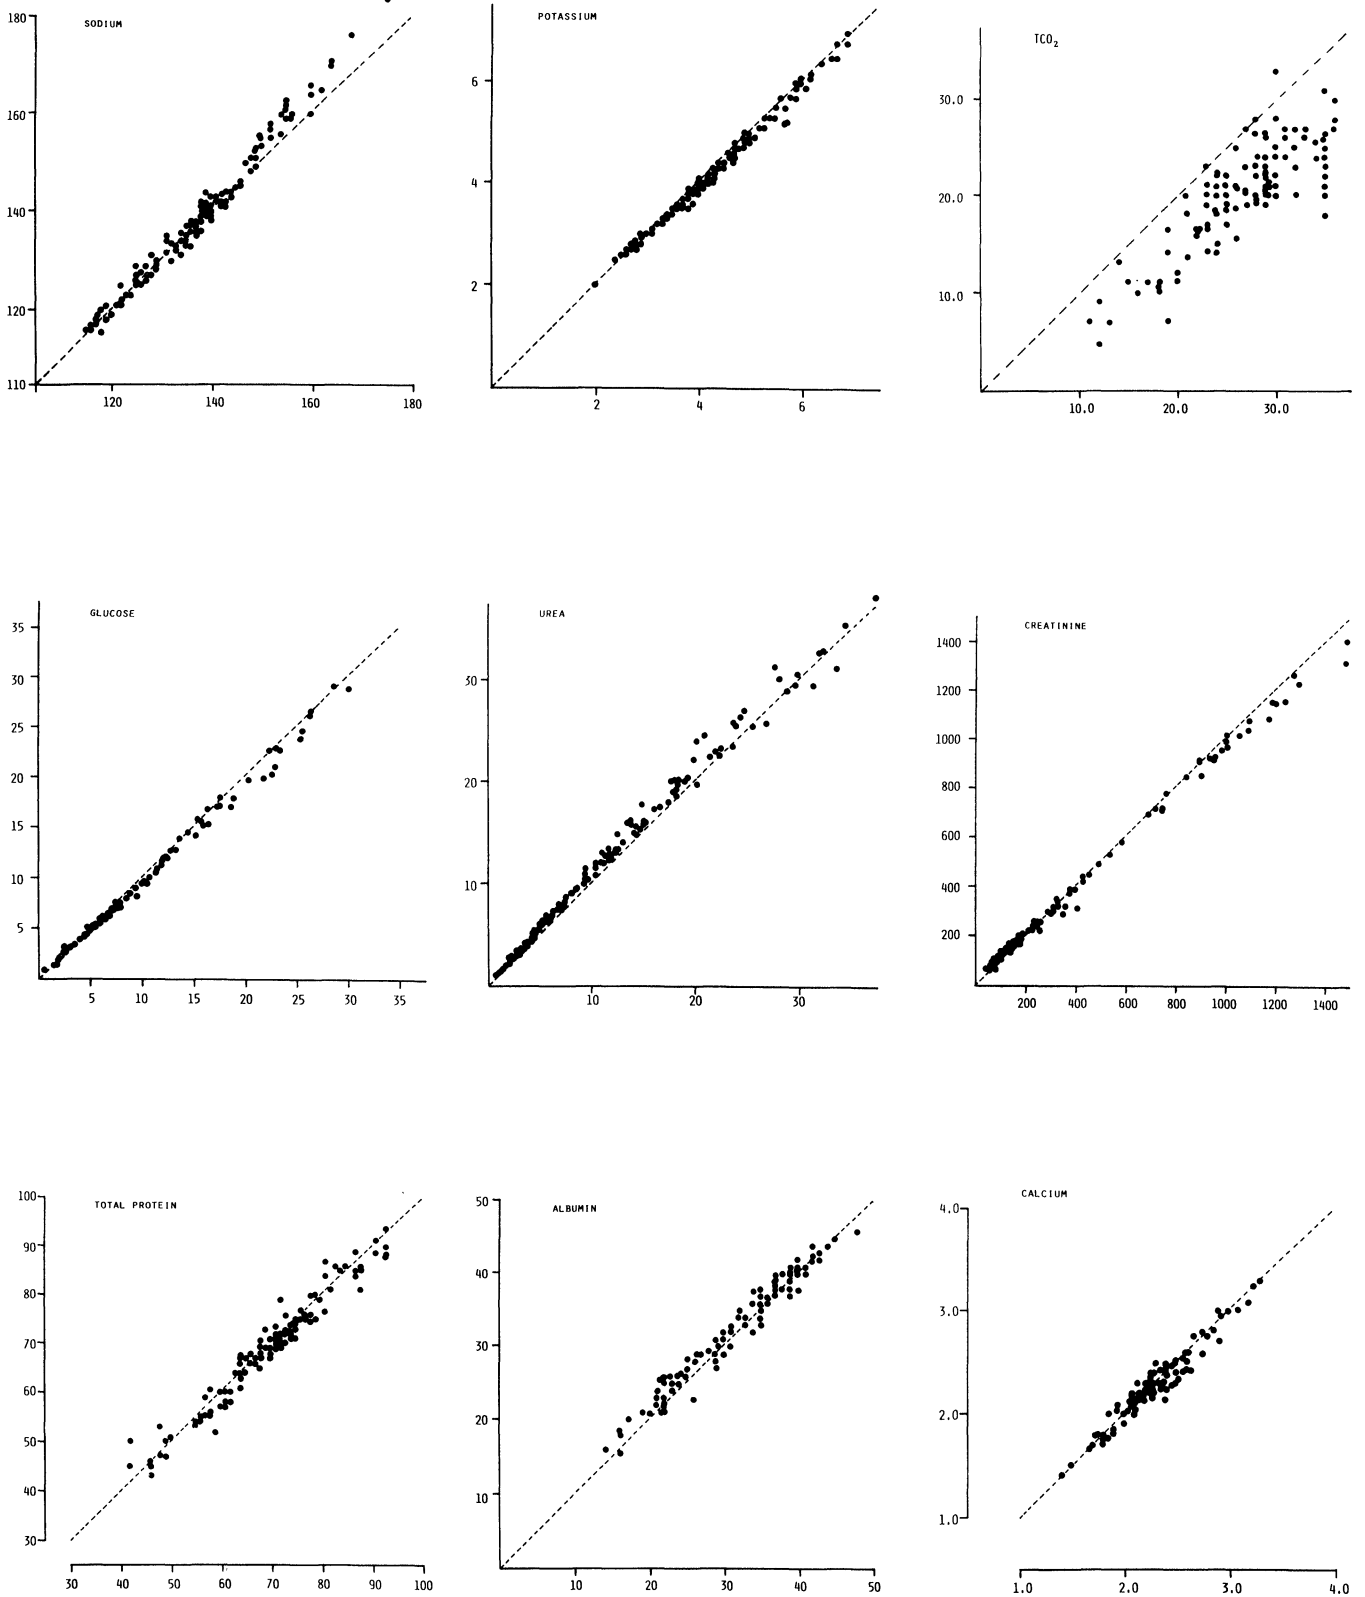 SODIUM
180
160
140
120
110
120 140 160 180
POTASSIUM
6
4
2
2 4 6
TCO₂
30.0
20.0
10.0
10.0 20.0 30.0
GLUCOSE
35
30
25
20
15
10
5
5 10 15 20 25 30 35
UREA
30
20
10
10 20 30
CREATININE
1400
1200
1000
800
600
400
200
200 400 600 800 1000 1200 1400
TOTAL PROTEIN
100
90
80
70
60
50
40
30
30 40 50 60 70 80 90 100
ALBUMIN
50
40
30
20
10
10 20 30 40 50
CALCIUM
4.0
3.0
2.0
1.0
1.0 2.0 3.0 4.0